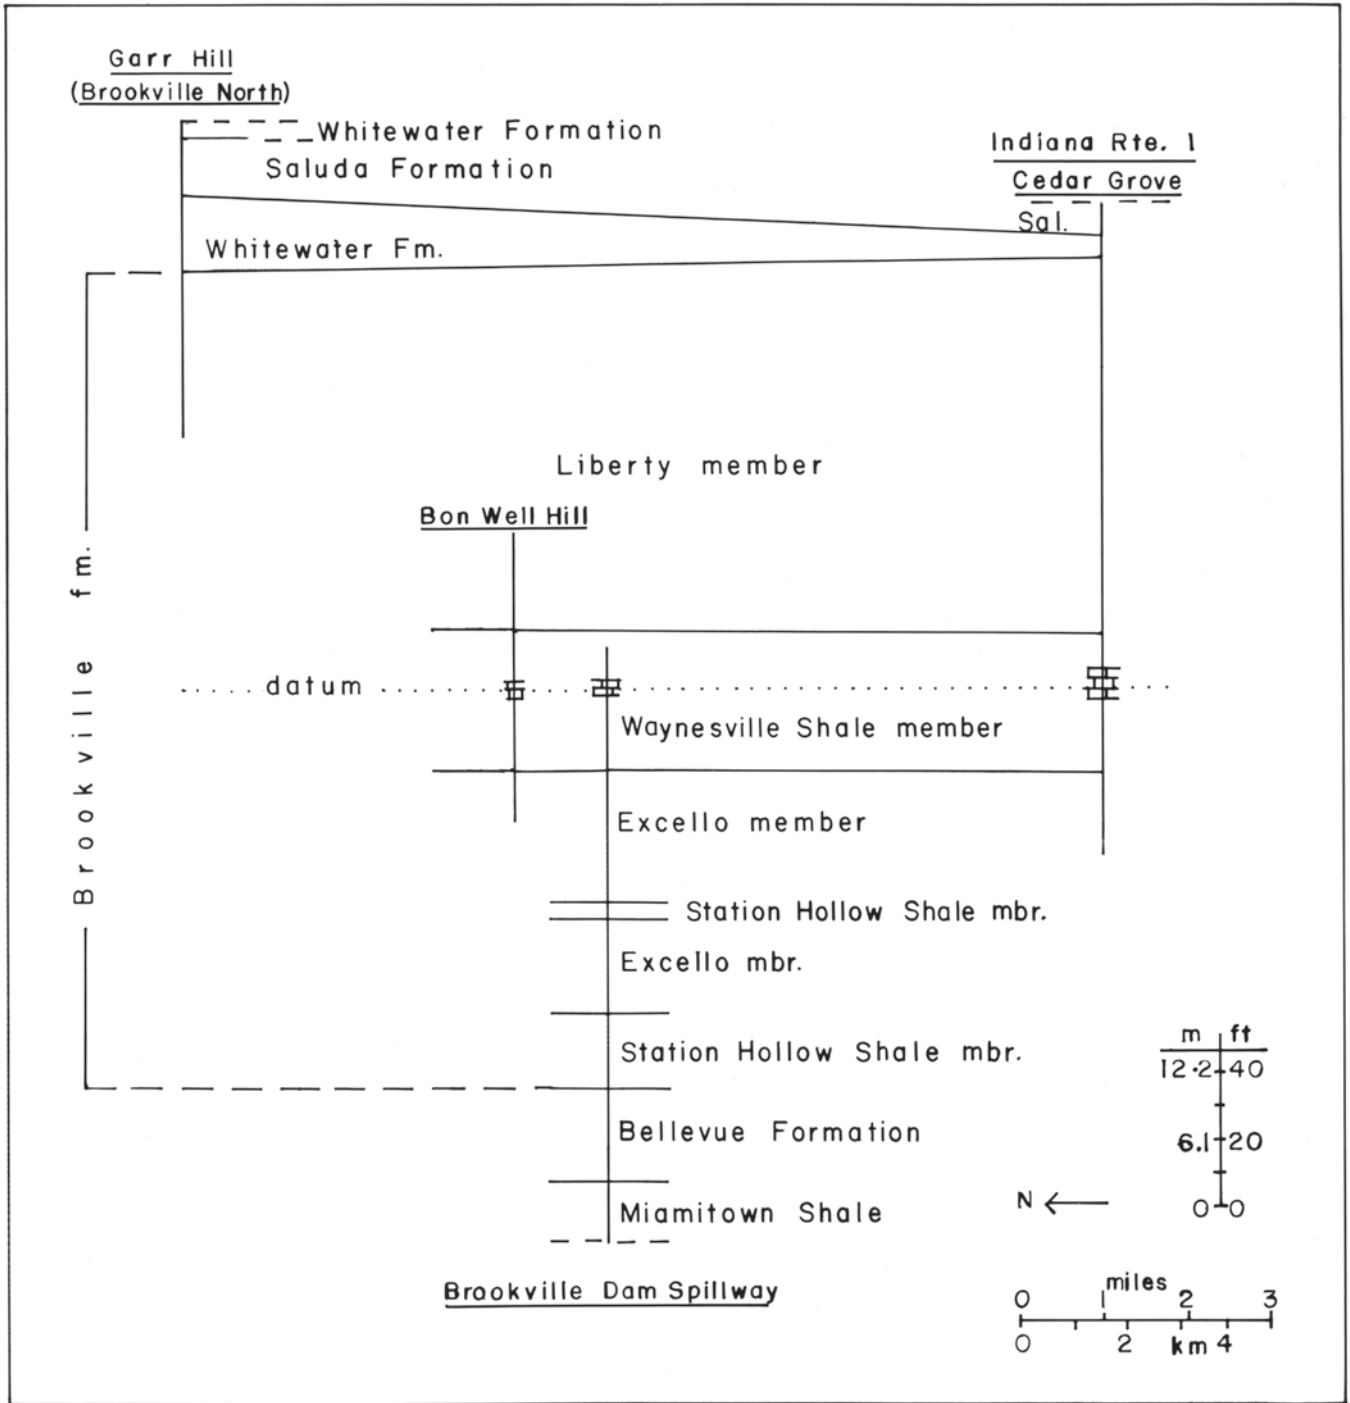 Garr Hill
(Brookville North)
Whitewater Formation
Saluda Formation
Indiana Rte. 1
Cedar Grove
Sal.
Whitewater Fm.
Liberty member
Bon Well Hill
Brookville fm.
datum
Waynesville Shale member
Excello member
Station Hollow Shale mbr.
Excello mbr.
Station Hollow Shale mbr.
Bellevue Formation
Miamitown Shale
Brookville Dam Spillway
m ft
12.2 40
6.1 20
0 0
N
miles
0 1 2 3
0 2 km 4